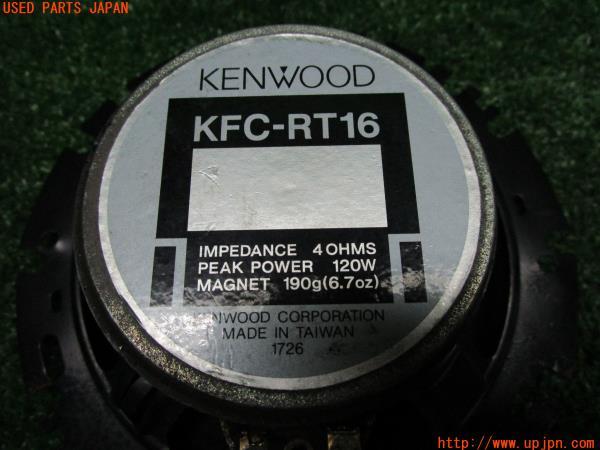 USED PARTS JAPAN
KENWOOD
KFC-RT16
IMPEDANCE 4 OHMS
PEAK POWER 120W
MAGNET 190g(6.7oz)
NWOOD CORPORATION
MADE IN TAIWAN
1726
http://www.upjpn.com/